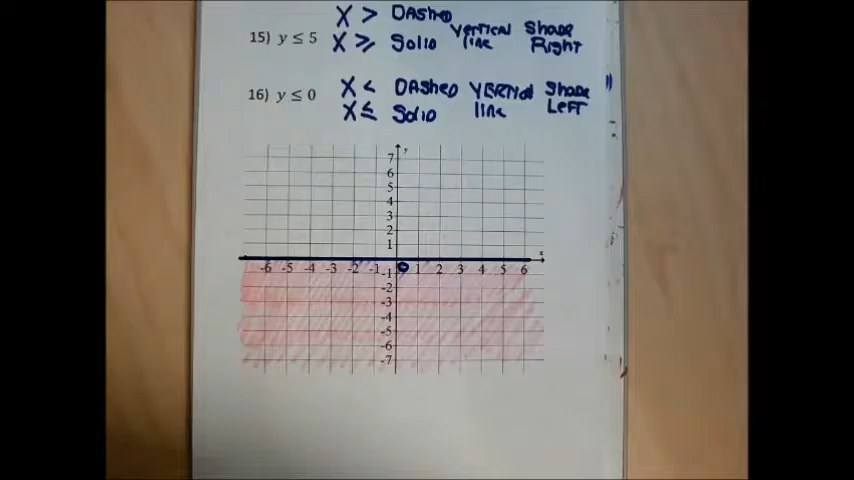 X > DASHED
15) y ≤ 5 X ≥ Solid VERTICAL line Shade Right
16) y ≤ 0 X < DASHED VERTICAL Shade
X ≤ Solid line LEFT
y
7
6
5
4
3
2
1
x
-6 -5 -4 -3 -2 -1 0 1 2 3 4 5 6
-1
-2
-3
-4
-5
-6
-7